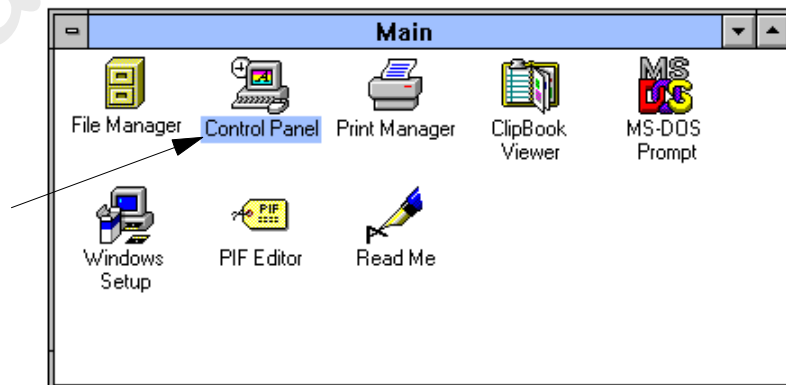 Main
File Manager
Control Panel
Print Manager
ClipBook
Viewer
MS-DOS
Prompt
Windows
Setup
PIF Editor
Read Me
MS
DOS
PIF
A